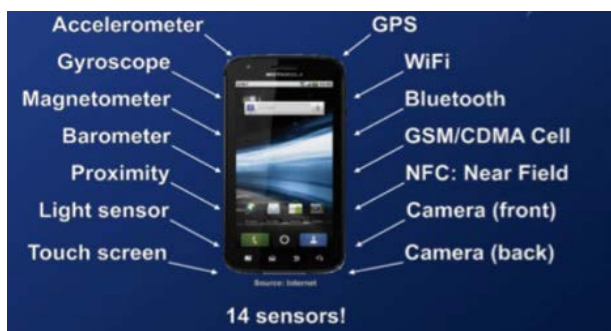 Accelerometer
GPS
Gyroscope
WiFi
Magnetometer
Bluetooth
Barometer
GSM/CDMA Cell
Proximity
NFC: Near Field
Light sensor
Camera (front)
Touch screen
Camera (back)
MOTOROLA
Source: Internet
14 sensors!